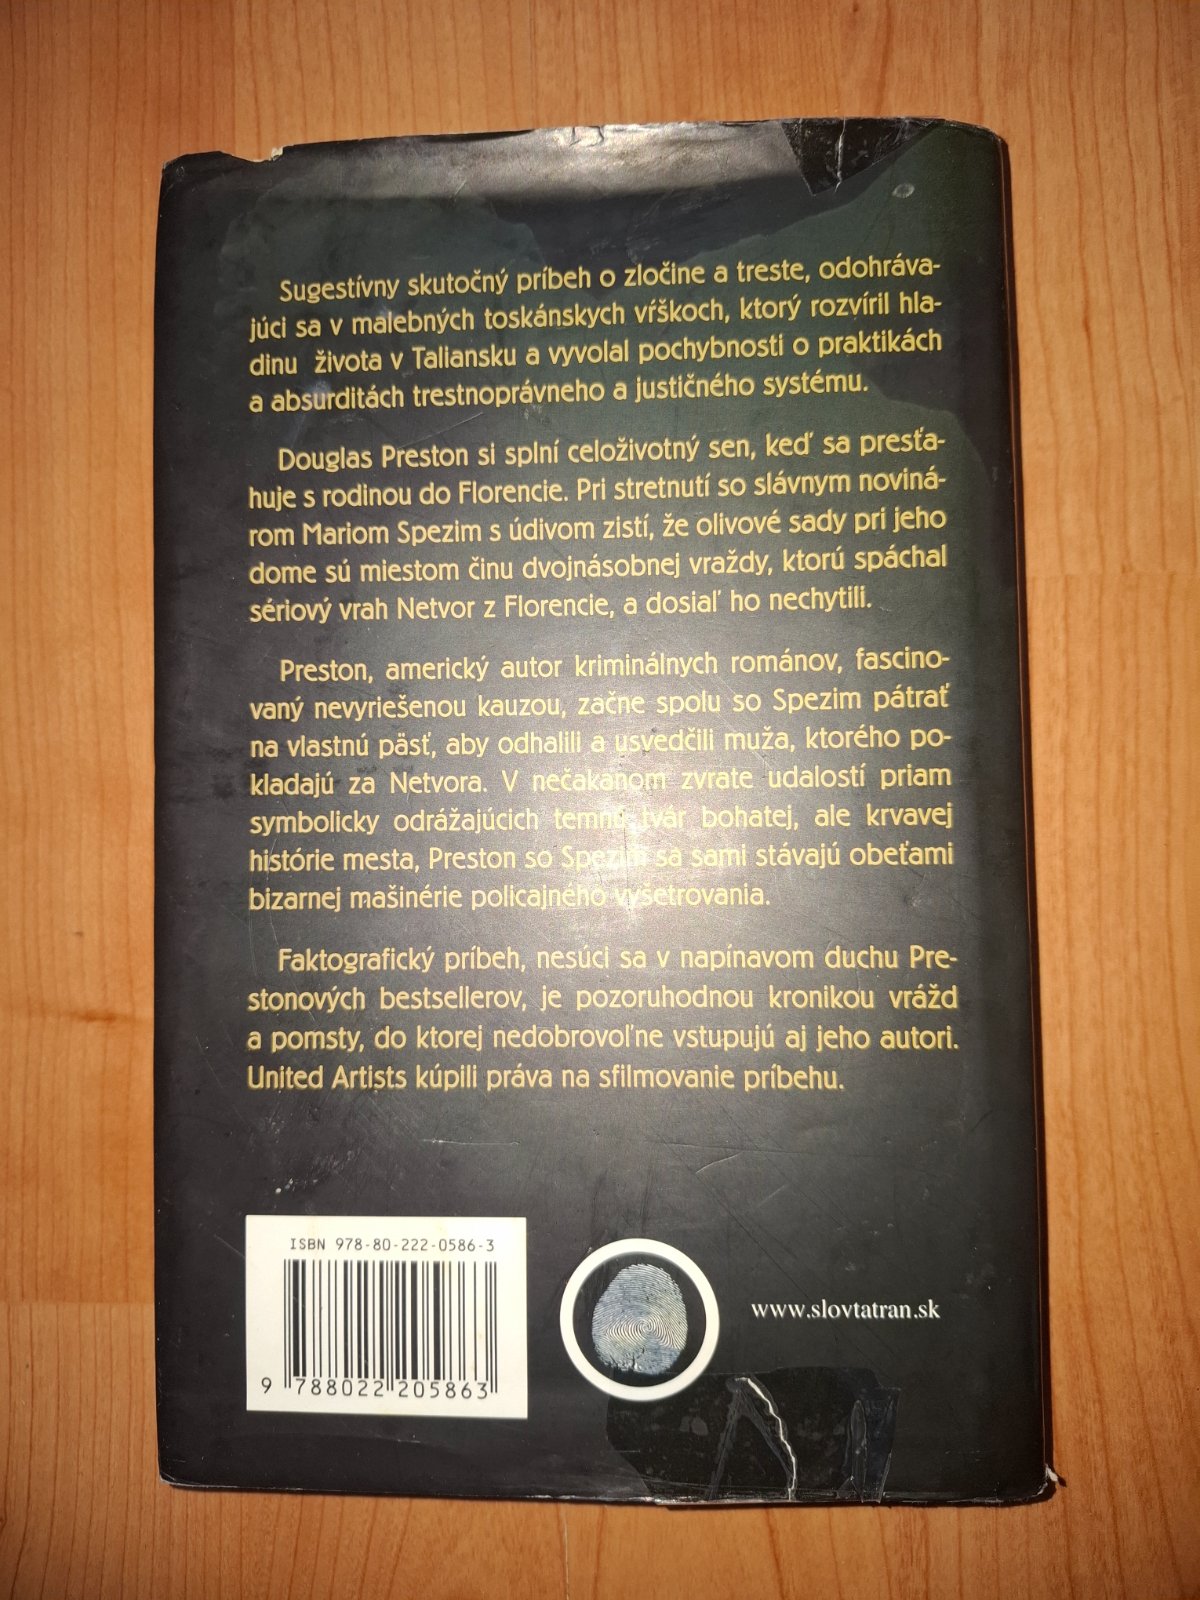 Sugestívny skutočný príbeh o zločine a treste, odohráva-
júci sa v malebných toskánskych vŕškoch, ktorý rozvíril hla-
dinu života v Taliansku a vyvolal pochybnosti o praktikách
a absurditách trestnoprávneho a justičného systému.
Douglas Preston si splní celoživotný sen, keď sa presťa-
huje s rodinou do Florencie. Pri stretnutí so slávnym noviná-
rom Mariom Spezim s údivom zistí, že olivové sady pri jeho
dome sú miestom činu dvojnásobnej vraždy, ktorú spáchal
sériový vrah Netvor z Florencie, a dosiaľ ho nechytili.
Preston, americký autor kriminálnych románov, fascino-
vaný nevyriešenou kauzou, začne spolu so Spezim pátrať
na vlastnú päsť, aby odhalili a usvedčili muža, ktorého po-
kladajú za Netvora. V nečakanom zvrate udalostí priam
symbolicky odrážajúcich temnú tvár bohatej, ale krvavej
histórie mesta, Preston so Spezim sa sami stávajú obeťami
bizarnej mašinérie policajného vyšetrovania.
Faktografický príbeh, nesúci sa v napínavom duchu Pre-
stonových bestsellerov, je pozoruhodnou kronikou vrážd
a pomsty, do ktorej nedobrovoľne vstupujú aj jeho autori.
United Artists kúpili práva na sfilmovanie príbehu.
ISBN 978-80-222-0586-3
9 788022 205863
www.slovtatran.sk